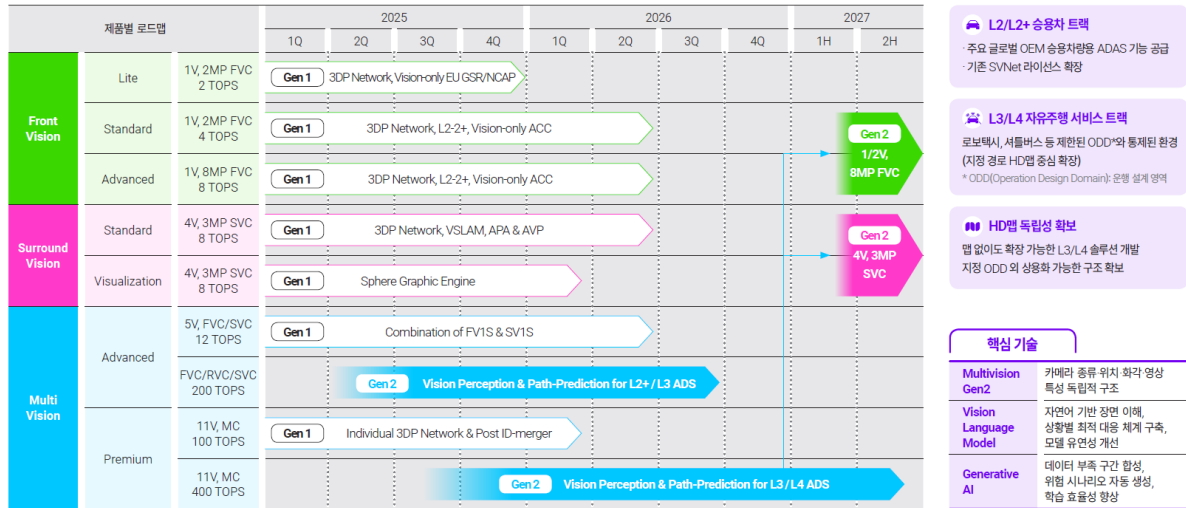 제품별 로드맵
2025
2026
2027
1Q
2Q
3Q
4Q
1Q
2Q
3Q
4Q
1H
2H
Front
Vision
Lite
1V, 2MP FVC
2 TOPS
Gen 1
3DP Network, Vision-only EU GSR/NCAP
Standard
1V, 2MP FVC
4 TOPS
Gen 1
3DP Network, L2-2+, Vision-only ACC
Advanced
1V, 8MP FVC
8 TOPS
Gen 1
3DP Network, L2-2+, Vision-only ACC
Gen 2
1/2V,
8MP FVC
Surround
Vision
Standard
4V, 3MP SVC
8 TOPS
Gen 1
3DP Network, VSLAM, APA & AVP
Visualization
4V, 3MP SVC
8 TOPS
Gen 1
Sphere Graphic Engine
Gen 2
4V, 3MP
SVC
Multi
Vision
Advanced
5V, FVC/SVC
12 TOPS
Gen 1
Combination of FV1S & SV1S
FVC/RVC/SVC
200 TOPS
Gen 2
Vision Perception & Path-Prediction for L2+ / L3 ADS
Premium
11V, MC
100 TOPS
Gen 1
Individual 3DP Network & Post ID-merger
11V, MC
400 TOPS
Gen 2
Vision Perception & Path-Prediction for L3 / L4 ADS
L2/L2+ 승용차 트랙
· 주요 글로벌 OEM 승용차량용 ADAS 기능 공급
· 기존 SVNet 라이선스 확장
L3/L4 자유주행 서비스 트랙
로보택시, 셔틀버스 등 제한된 ODD*와 통제된 환경
(지정 경로 HD맵 중심 확장)
* ODD(Operation Design Domain): 운행 설계 영역
HD맵 독립성 확보
맵 없이도 확장 가능한 L3/L4 솔루션 개발
지정 ODD 외 상용화 가능한 구조 확보
핵심 기술
Multivision
Gen2
카메라 종류·위치·화각·영상
특성 독립적 구조
Vision
Language
Model
자연어 기반 장면 이해,
상황별 최적 대응 체계 구축,
모델 유연성 개선
Generative
AI
데이터 부족 구간 합성,
위험 시나리오 자동 생성,
학습 효율성 향상